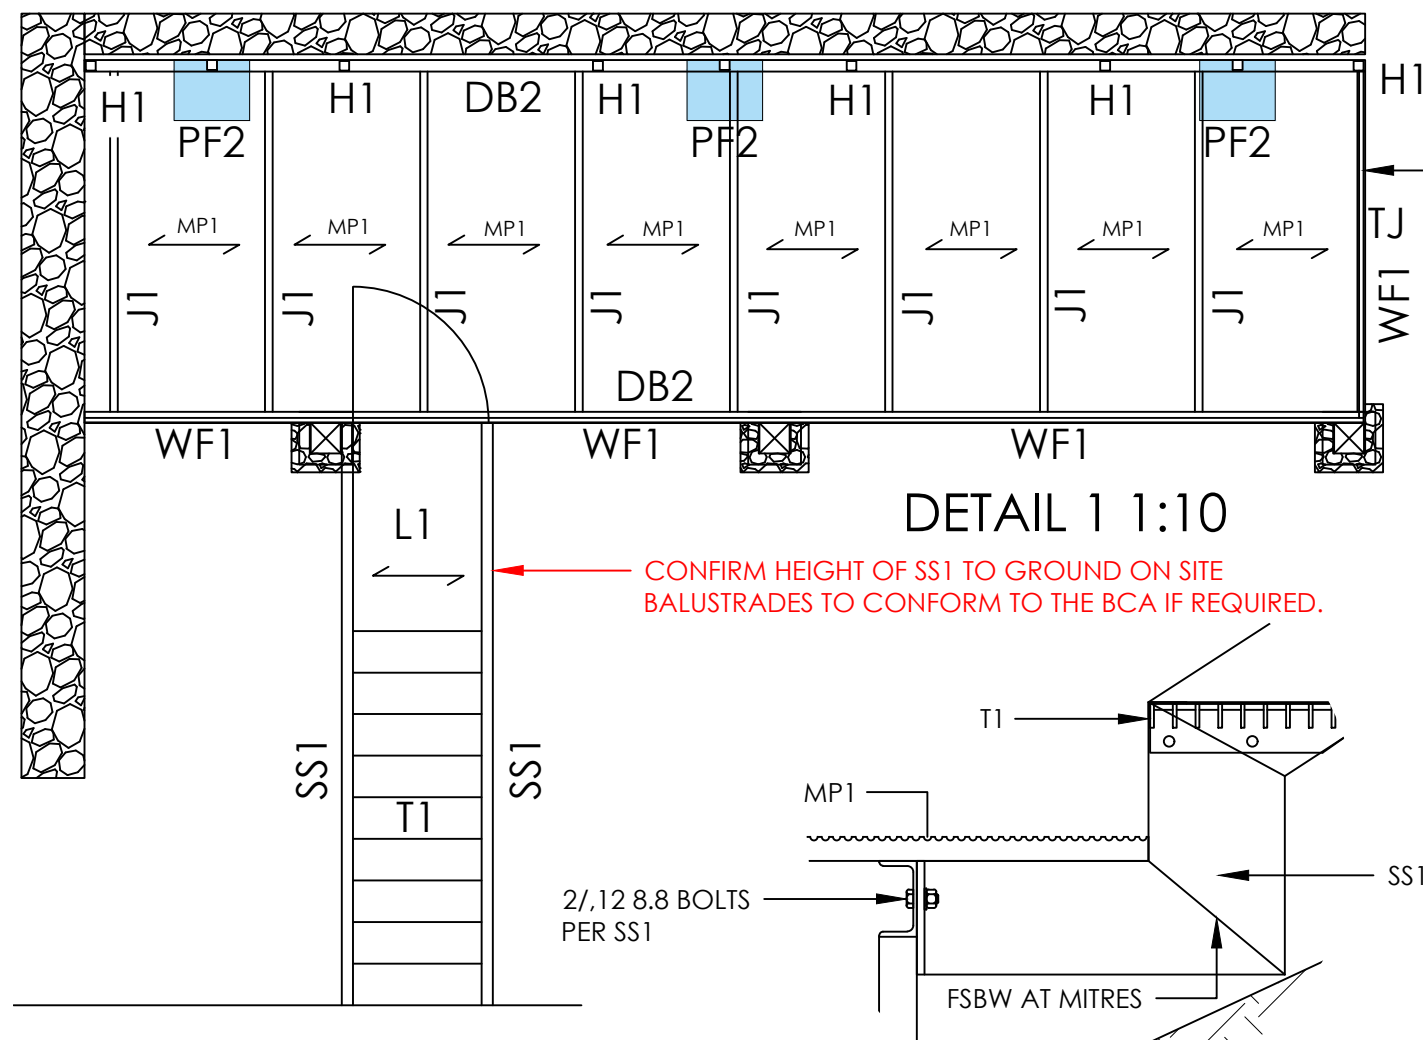 H1
H1
DB2
H1
H1
H1
H1
PF2
PF2
PF2
MP1
MP1
MP1
MP1
MP1
MP1
MP1
MP1
TJ
J1
J1
J1
J1
J1
J1
J1
J1
WF1
DB2
WF1
WF1
WF1
DETAIL 1 1:10
L1
CONFIRM HEIGHT OF SS1 TO GROUND ON SITE
BALUSTRADES TO CONFORM TO THE BCA IF REQUIRED.
T1
SS1
SS1
MP1
T1
SS1
2/,12 8.8 BOLTS
PER SS1
FSBW AT MITRES